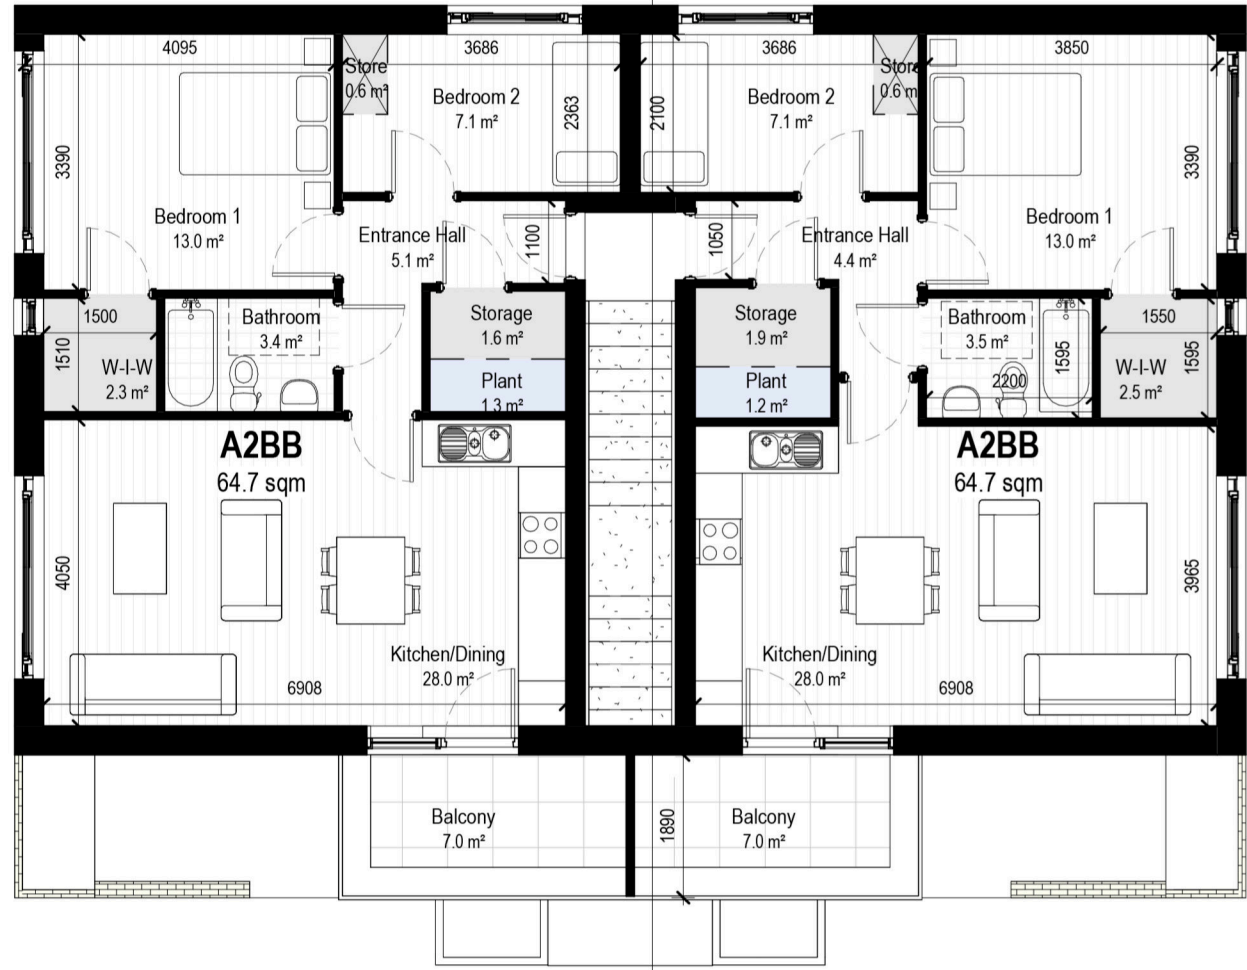 4095
3686
3686
3850
Store
0.6 m²
Bedroom 2
7.1 m²
2363
2100
Bedroom 2
7.1 m²
Store
0.6 m
3390
3390
Bedroom 1
13.0 m²
Entrance Hall
5.1 m²
1100
1050
Entrance Hall
4.4 m²
Bedroom 1
13.0 m²
1500
1510
W-I-W
2.3 m²
Bathroom
3.4 m²
Storage
1.6 m²
Plant
1.3 m²
Storage
1.9 m²
Plant
1.2 m²
Bathroom
3.5 m²
2200
1595
1550
W-I-W
2.5 m²
1595
A2BB
64.7 sqm
A2BB
64.7 sqm
4050
3965
Kitchen/Dining
28.0 m²
6908
Kitchen/Dining
28.0 m²
6908
Balcony
7.0 m²
1890
Balcony
7.0 m²